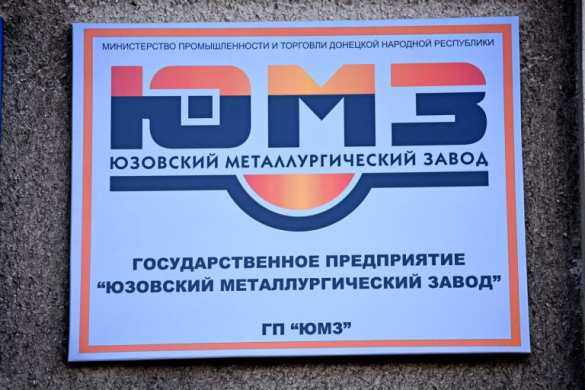 МИНИСТЕРСТВО ПРОМЫШЛЕННОСТИ И ТОРГОВЛИ ДОНЕЦКОЙ НАРОДНОЙ РЕСПУБЛИКИ
ЮМЗ
ЮЗОВСКИЙ МЕТАЛЛУРГИЧЕСКИЙ ЗАВОД
ГОСУДАРСТВЕННОЕ ПРЕДПРИЯТИЕ
“ЮЗОВСКИЙ МЕТАЛЛУРГИЧЕСКИЙ ЗАВОД”
ГП “ЮМЗ”